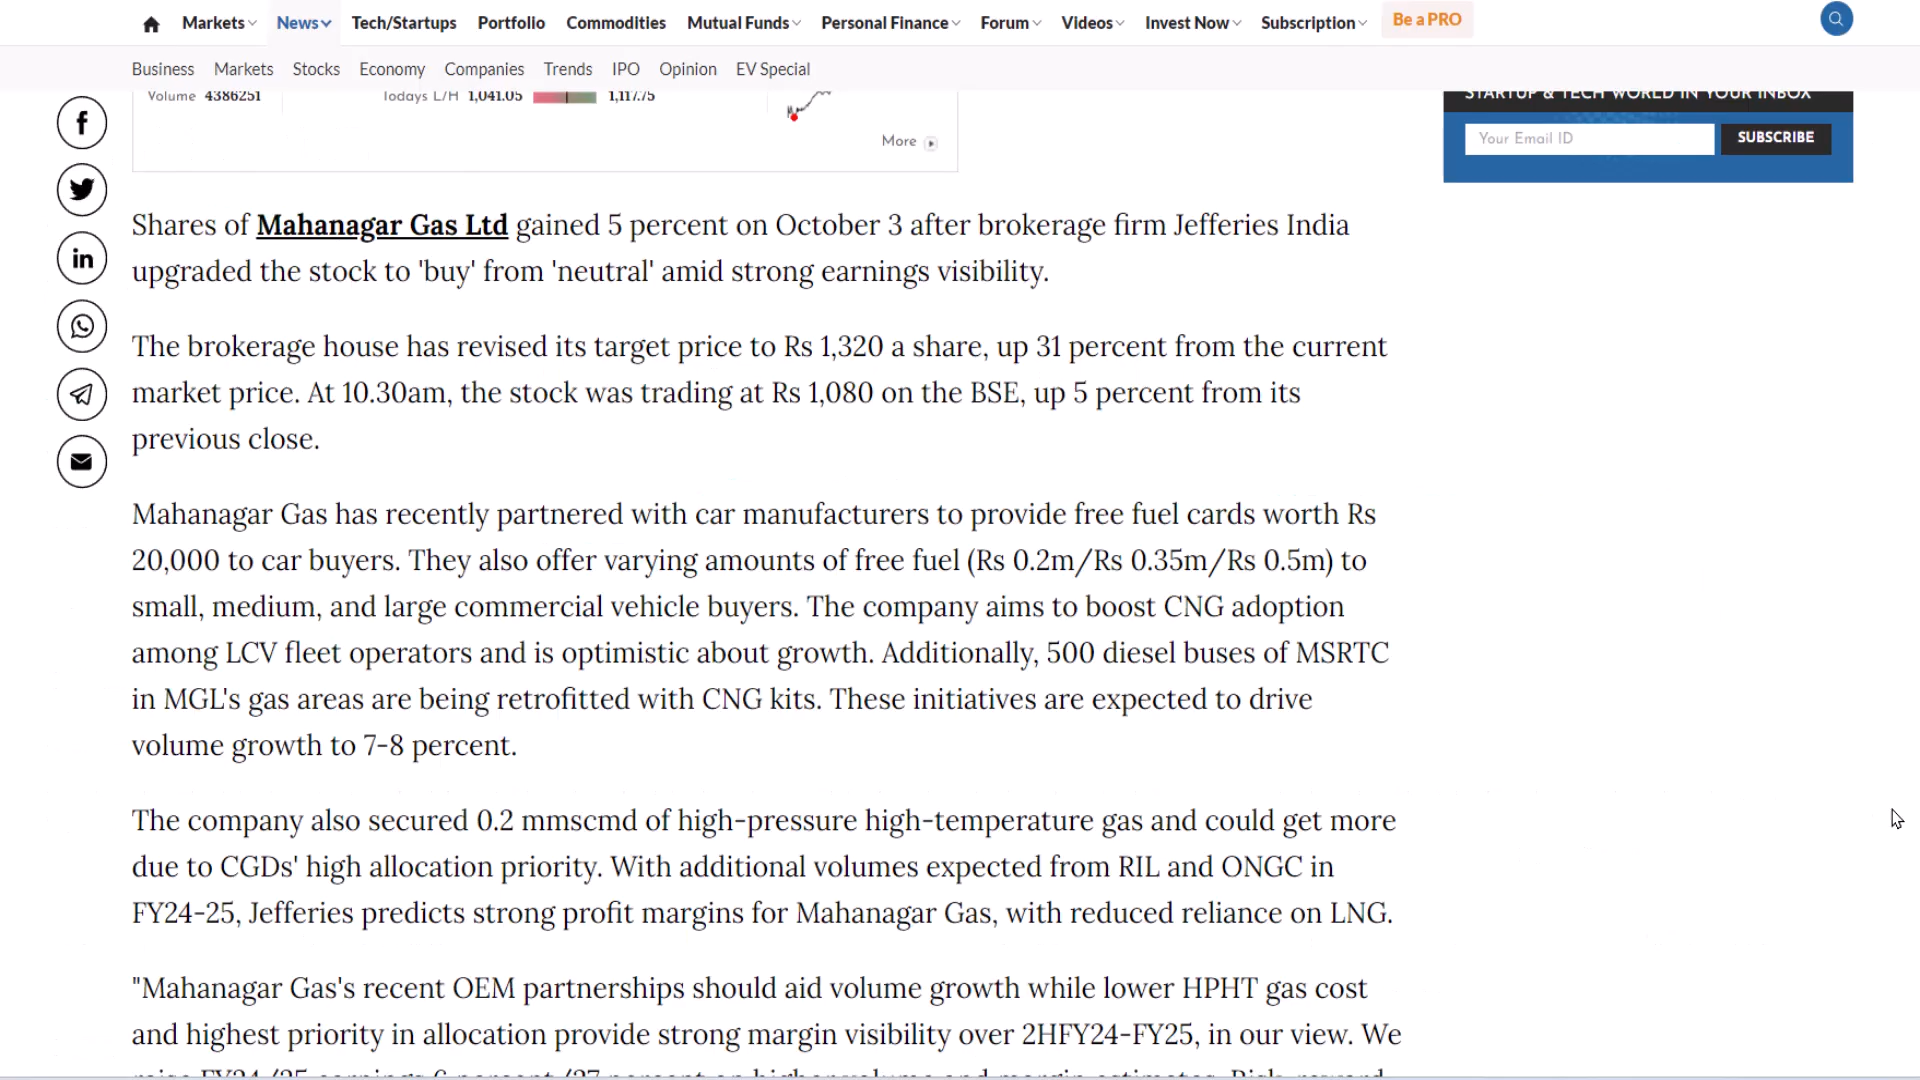 Markets News Tech/Startups Portfolio Commodities Mutual Funds Personal Finance Forum Videos Invest Now Subscription Be a PRO
Business Markets Stocks Economy Companies Trends IPO Opinion EV Special
Volume 4386251 Todays L/H 1,041.05 1,117.75
More
STARTUP & TECH WORLD IN YOUR INBOX
Your Email ID SUBSCRIBE
Shares of Mahanagar Gas Ltd gained 5 percent on October 3 after brokerage firm Jefferies India
upgraded the stock to 'buy' from 'neutral' amid strong earnings visibility.
The brokerage house has revised its target price to Rs 1,320 a share, up 31 percent from the current
market price. At 10.30am, the stock was trading at Rs 1,080 on the BSE, up 5 percent from its
previous close.
Mahanagar Gas has recently partnered with car manufacturers to provide free fuel cards worth Rs
20,000 to car buyers. They also offer varying amounts of free fuel (Rs 0.2m/Rs 0.35m/Rs 0.5m) to
small, medium, and large commercial vehicle buyers. The company aims to boost CNG adoption
among LCV fleet operators and is optimistic about growth. Additionally, 500 diesel buses of MSRTC
in MGL's gas areas are being retrofitted with CNG kits. These initiatives are expected to drive
volume growth to 7-8 percent.
The company also secured 0.2 mmscmd of high-pressure high-temperature gas and could get more
due to CGDs' high allocation priority. With additional volumes expected from RIL and ONGC in
FY24-25, Jefferies predicts strong profit margins for Mahanagar Gas, with reduced reliance on LNG.
"Mahanagar Gas's recent OEM partnerships should aid volume growth while lower HPHT gas cost
and highest priority in allocation provide strong margin visibility over 2HFY24-FY25, in our view. We